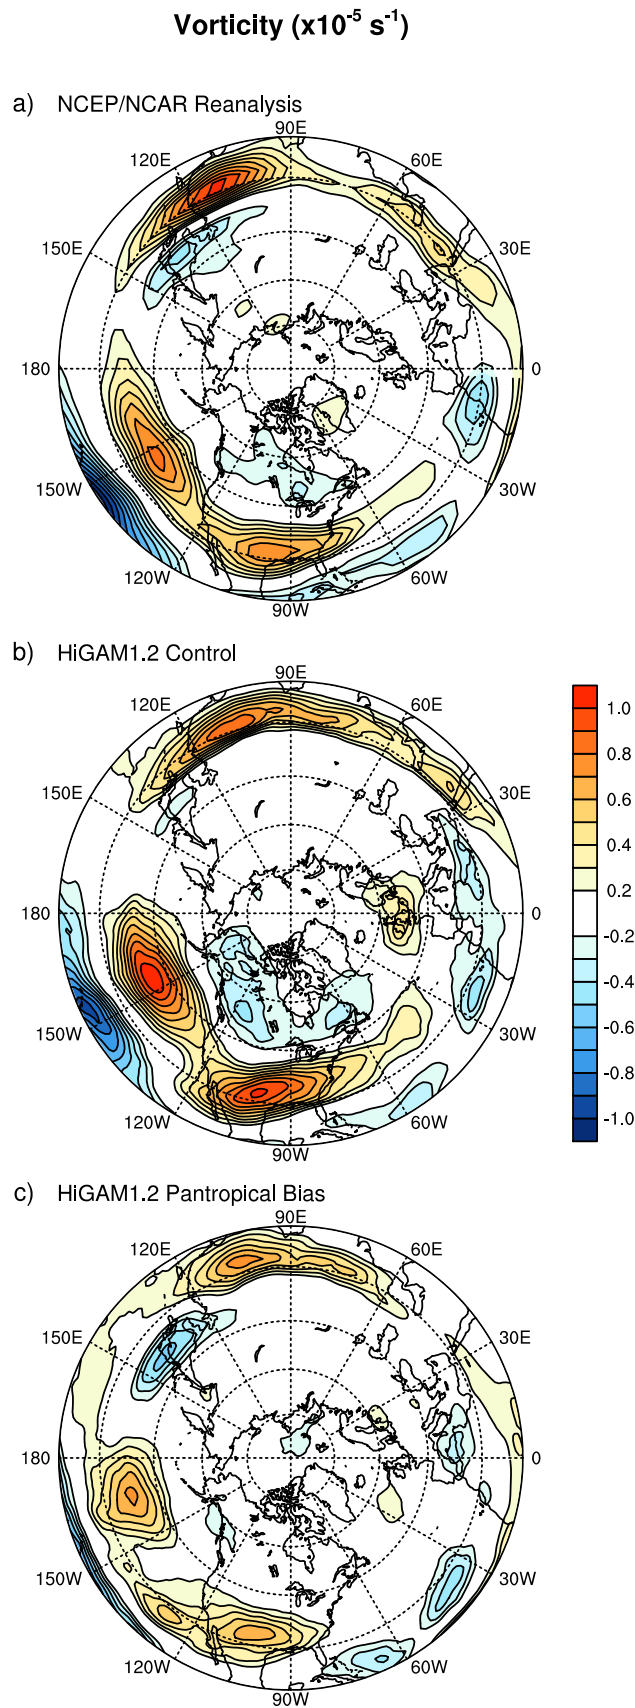 Vorticity (x10⁻⁵ s⁻¹)
a) NCEP/NCAR Reanalysis
90E
120E 60E
150E 30E
180 0
150W 30W
120W 60W
90W
b) HiGAM1.2 Control
90E
120E 60E
150E 30E
180 0
150W 30W
120W 60W
90W
1.0
0.8
0.6
0.4
0.2
-0.2
-0.4
-0.6
-0.8
-1.0
c) HiGAM1.2 Pantropical Bias
90E
120E 60E
150E 30E
180 0
150W 30W
120W 60W
90W